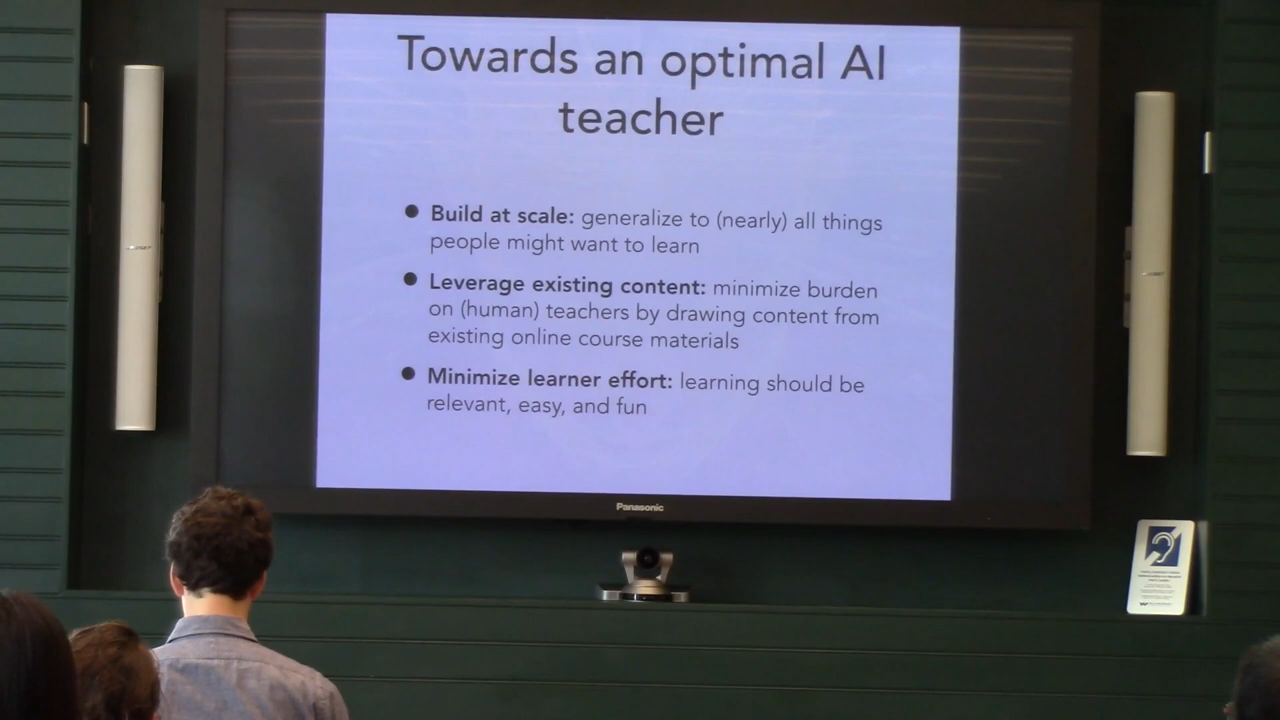 Towards an optimal AI
teacher
● Build at scale: generalize to (nearly) all things
people might want to learn
● Leverage existing content: minimize burden
on (human) teachers by drawing content from
existing online course materials
● Minimize learner effort: learning should be
relevant, easy, and fun
Panasonic